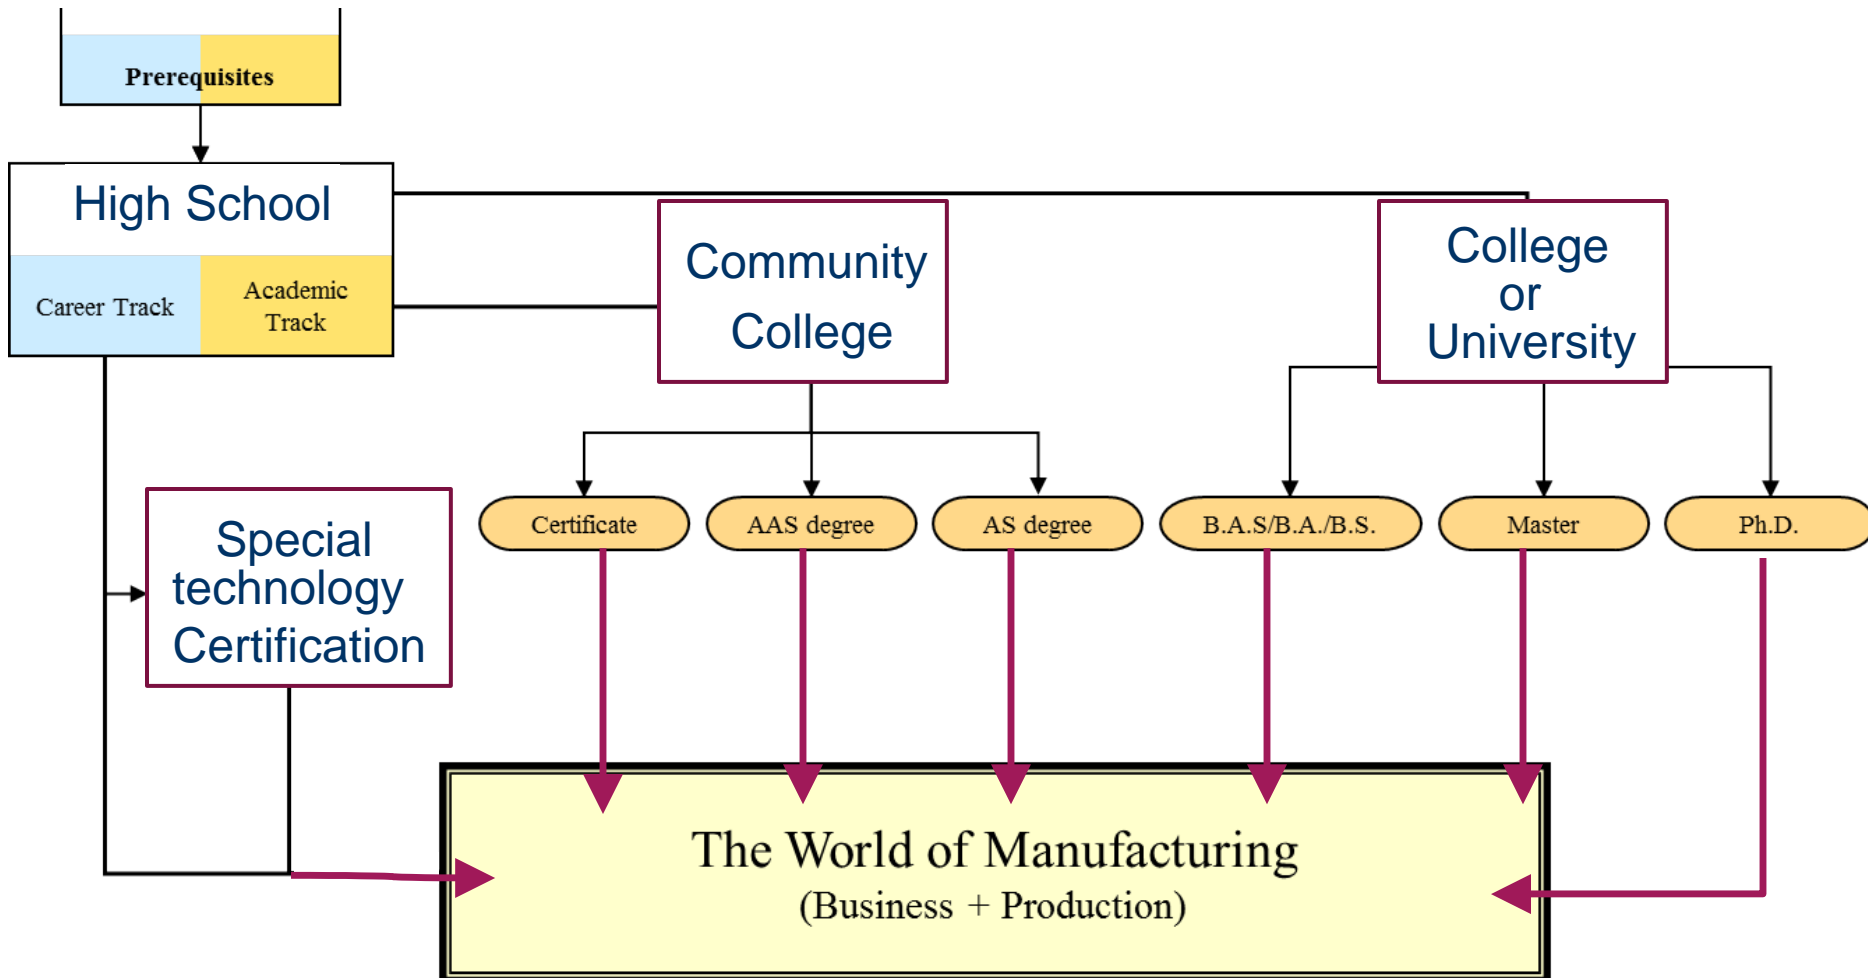 Prerequisites
High School
Career Track
Academic
Track
Community
College
College
or
University
Special
technology
Certification
Certificate
AAS degree
AS degree
B.A.S/B.A./B.S.
Master
Ph.D.
The World of Manufacturing
(Business + Production)